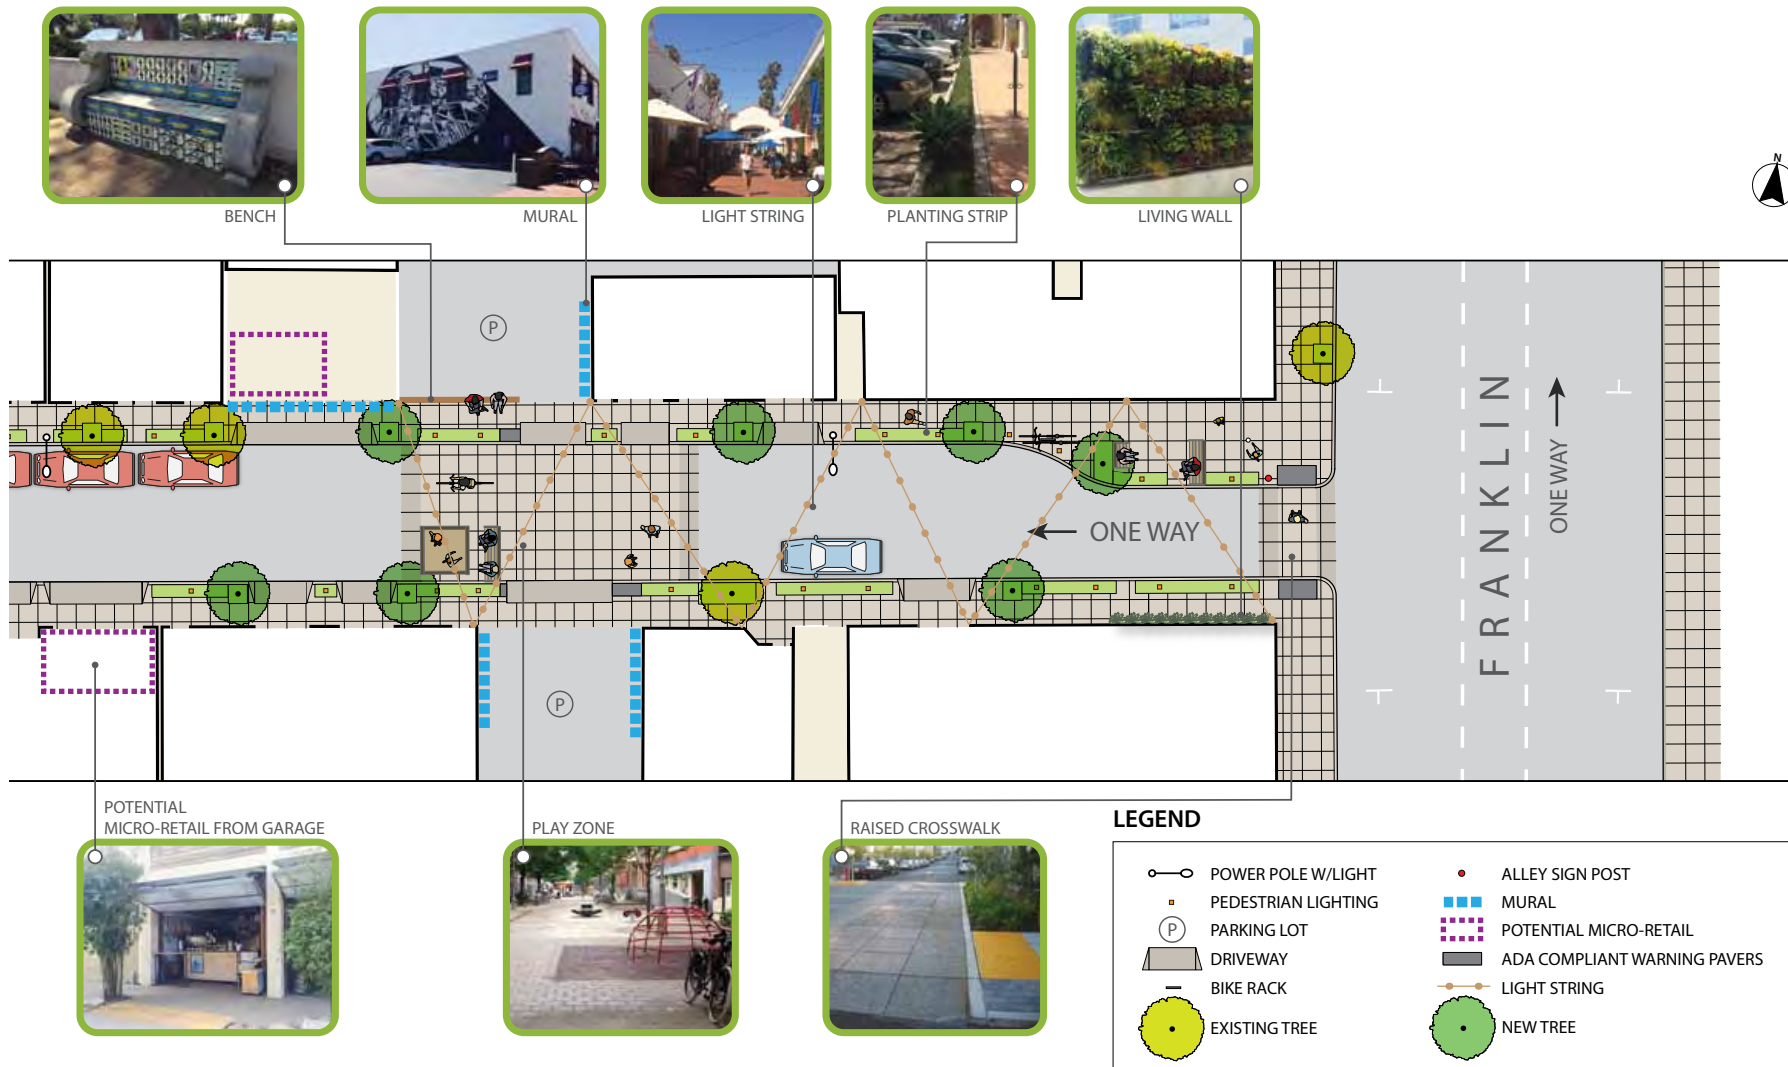 BENCH
MURAL
LIGHT STRING
PLANTING STRIP
LIVING WALL
N
P
ONE WAY
FRANKLIN
ONE WAY
P
POTENTIAL
MICRO-RETAIL FROM GARAGE
PLAY ZONE
RAISED CROSSWALK
LEGEND
POWER POLE W/LIGHT
PEDESTRIAN LIGHTING
P PARKING LOT
DRIVEWAY
BIKE RACK
EXISTING TREE
ALLEY SIGN POST
MURAL
POTENTIAL MICRO-RETAIL
ADA COMPLIANT WARNING PAVERS
LIGHT STRING
NEW TREE